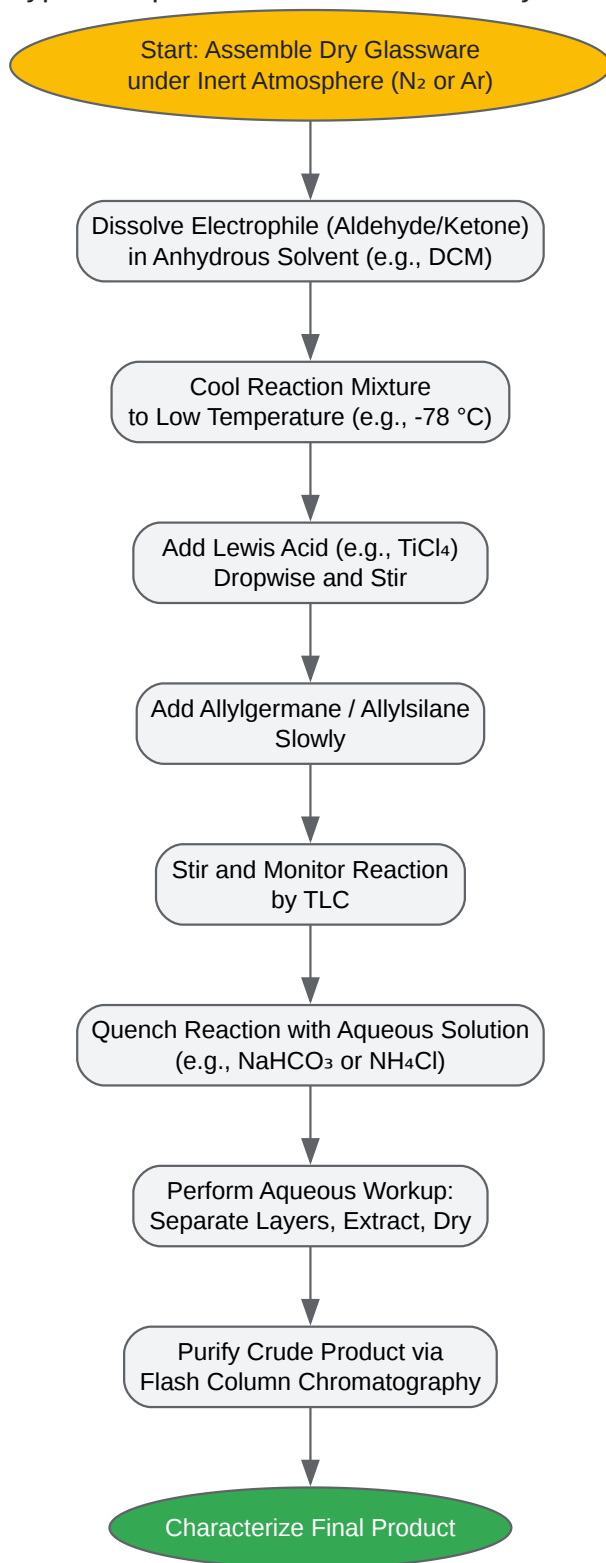 Start: Assemble Dry Glassware
under Inert Atmosphere (N₂ or Ar)
Dissolve Electrophile (Aldehyde/Ketone)
in Anhydrous Solvent (e.g., DCM)
Cool Reaction Mixture
to Low Temperature (e.g., -78 °C)
Add Lewis Acid (e.g., TiCl₄)
Dropwise and Stir
Add Allylgermane / Allylsilane
Slowly
Stir and Monitor Reaction
by TLC
Quench Reaction with Aqueous Solution
(e.g., NaHCO₃ or NH₄Cl)
Perform Aqueous Workup:
Separate Layers, Extract, Dry
Purify Crude Product via
Flash Column Chromatography
Characterize Final Product